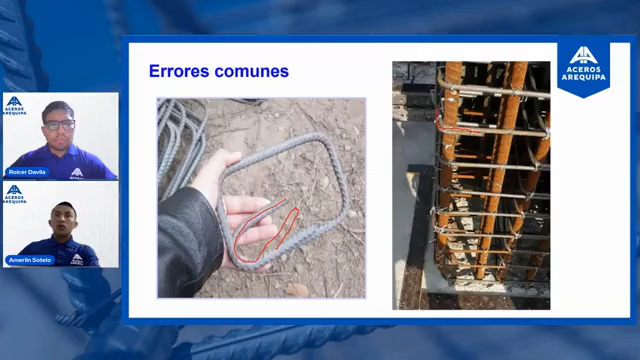 Errores comunes
ACEROS
AREQUIPA
ACEROS
AREQUIPA
Roicer Davila
ACEROS
AREQUIPA
Amerlin Sotelo